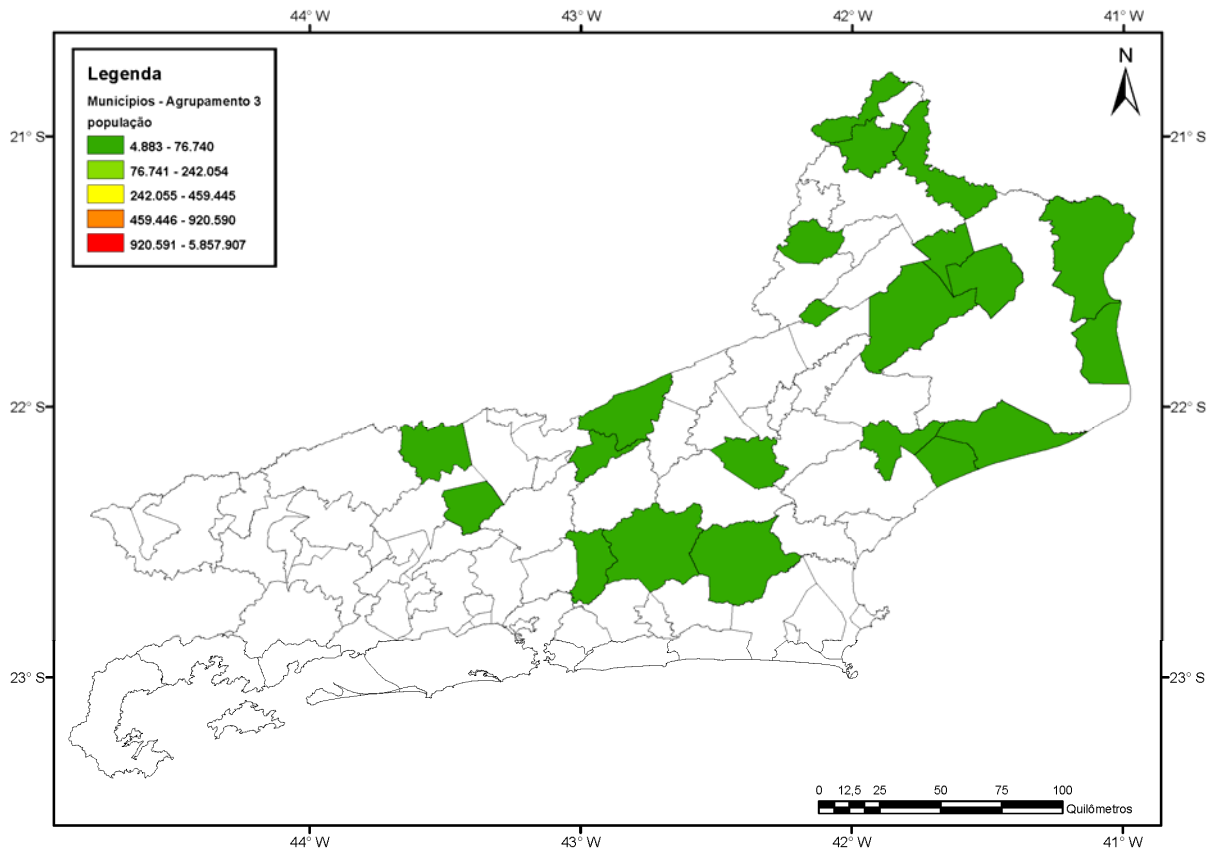 44° W 43° W 42° W 41° W
Legenda
Municípios - Agrupamento 3
população
4.883 - 76.740
76.741 - 242.054
242.055 - 459.445
459.446 - 920.590
920.591 - 5.857.907
N
21° S 21° S
22° S 22° S
23° S 23° S
0 12,5 25 50 75 100
Quilômetros
44° W 43° W 42° W 41° W